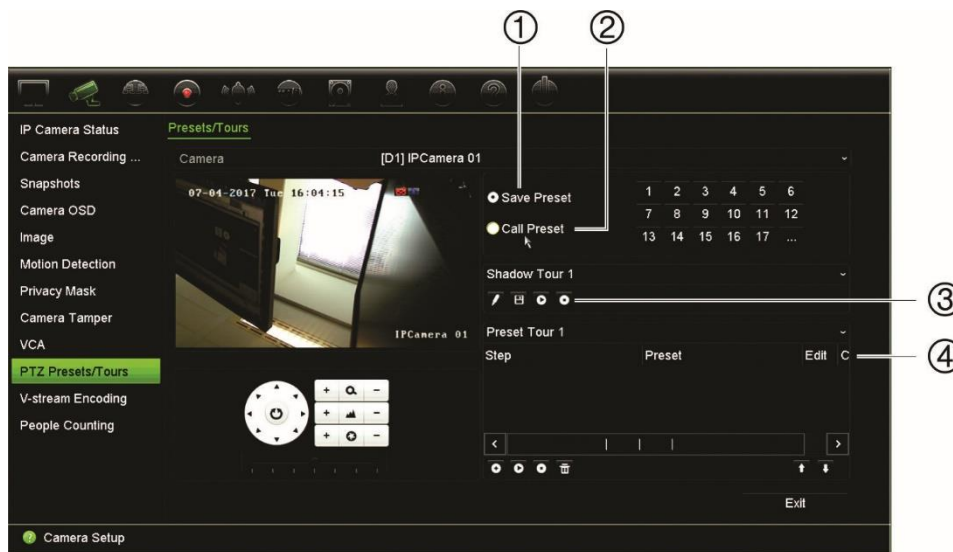 ① ②
IP Camera Status
Camera Recording ...
Snapshots
Camera OSD
Image
Motion Detection
Privacy Mask
Camera Tamper
VCA
PTZ Presets/Tours
V-stream Encoding
People Counting
Presets/Tours
Camera [D1] IPCamera 01
07-04-2017 Tue 16:04:15
IPCamera 01
+ -
+ -
+ -
Save Preset
Call Preset
1 2 3 4 5 6
7 8 9 10 11 12
13 14 15 16 17 ...
Shadow Tour 1
③
Preset Tour 1
Step Preset Edit C
④
Exit
Camera Setup